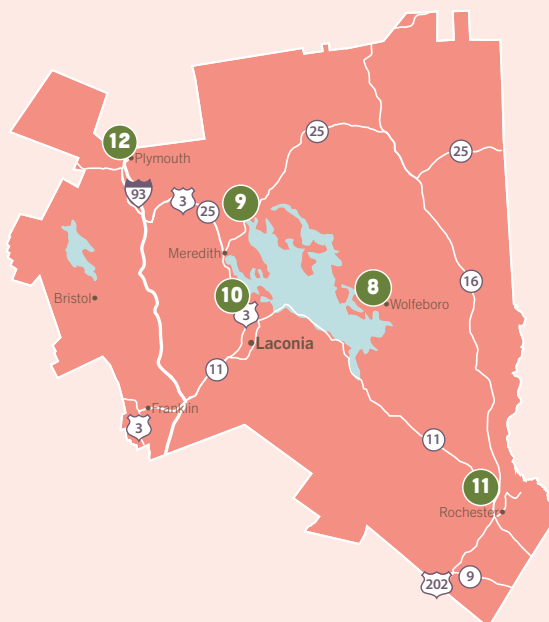 25
12
25
Plymouth
93
3
25
9
Meredith
16
8
10
Bristol
Wolfeboro
3
Laconia
11
Franklin
3
11
11
Rochester
202
9